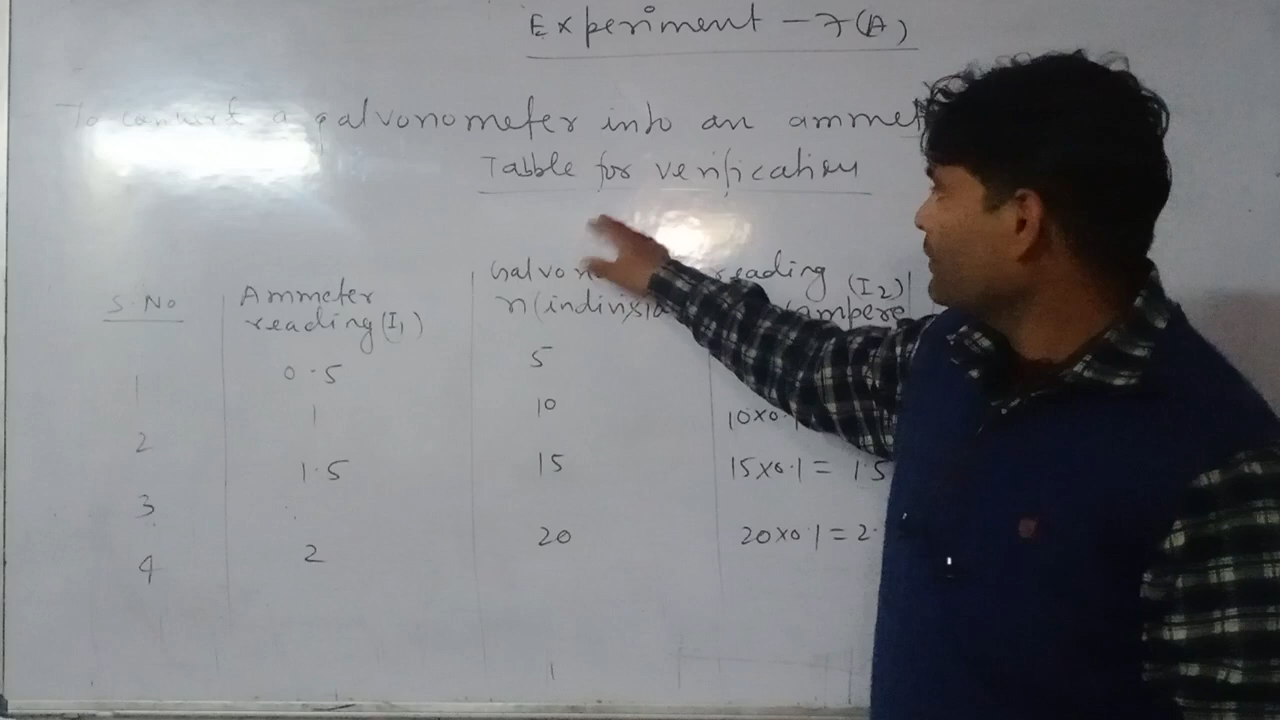 Experiment - 7(A)
To convert a galvonometer into an
Tabble for verification
S.No Ammeter reading (I1) reading (I2)
n (in (ampere
1 0.5 5
2 1 10 10x0.1
3 1.5 15 15x0.1 = 1.5
4 2 20 20x0.1 = 2.